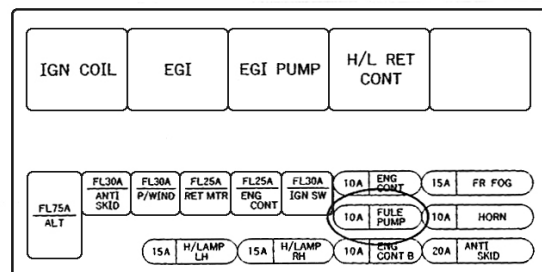 IGN COIL
EGI
EGI PUMP
H/L RET
CONT
FL75A
ALT
FL30A
ANTI
SKID
FL30A
P/WIND
FL25A
RET MTR
FL25A
ENG
CONT
FL30A
IGN SW
10A ENG
CONT
15A FR FOG
10A FULE
PUMP
10A HORN
15A H/LAMP
LH
15A H/LAMP
RH
10A ENG
CONT B
20A ANTI
SKID